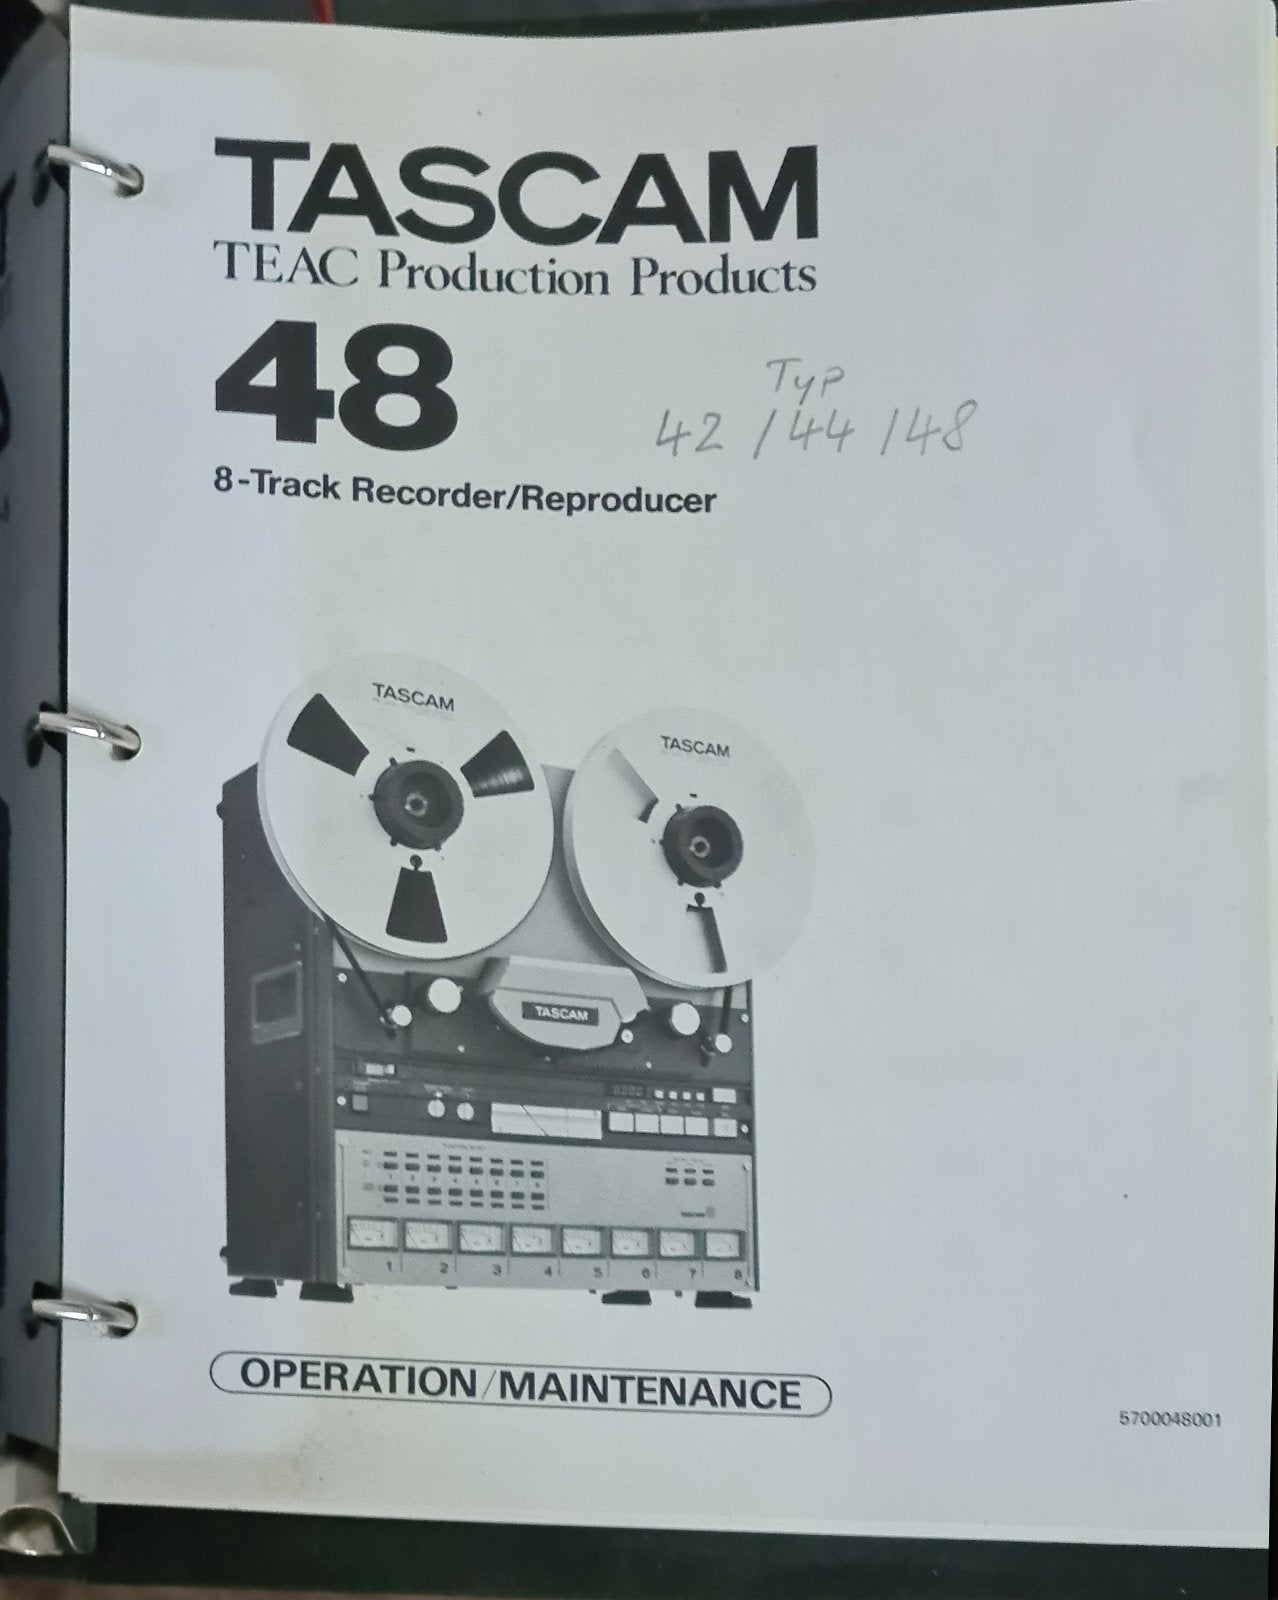 TASCAM
TEAC Production Products
48
Typ
42 / 44 / 48
8-Track Recorder/Reproducer
TASCAM
TASCAM
TASCAM
1 2 3 4 5 6 7 8
OPERATION/MAINTENANCE
5700048001